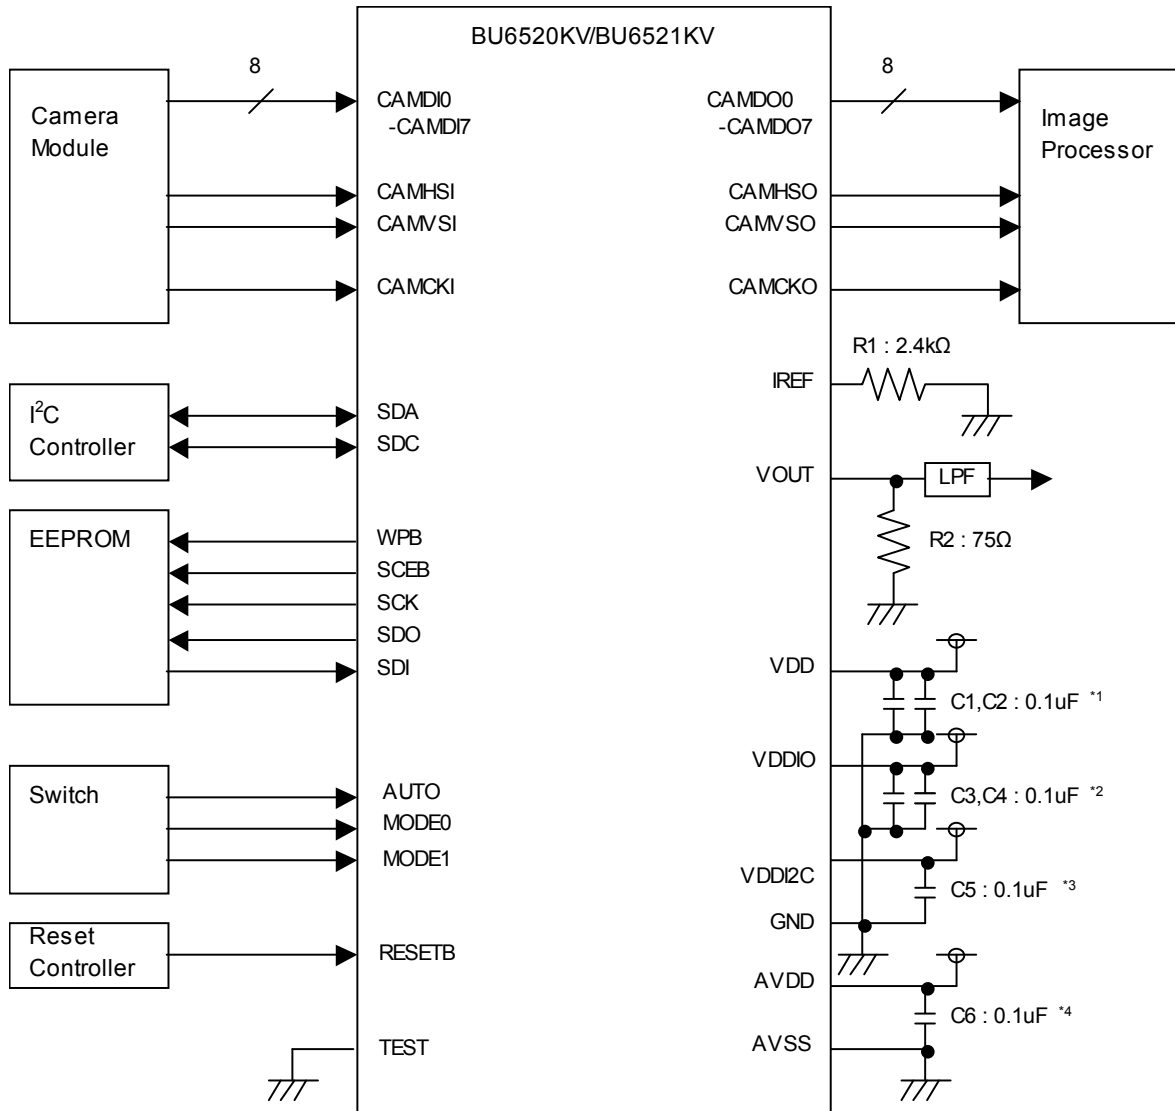 BU6520KV/BU6521KV
8
8
Camera
Module
CAMDI0
-CAMDI7
CAMDO0
-CAMDO7
Image
Processor
CAMHSI
CAMHSO
CAMVSI
CAMVSO
CAMCKI
CAMCKO
R1 : 2.4kΩ
IREF
I²C
Controller
SDA
SDC
VOUT
LPF
EEPROM
WPB
R2 : 75Ω
SCEB
SCK
SDO
SDI
VDD
C1,C2 : 0.1uF *1
VDDIO
Switch
AUTO
C3,C4 : 0.1uF *2
MODE0
MODE1
VDDI2C
C5 : 0.1uF *3
GND
Reset
Controller
RESETB
AVDD
C6 : 0.1uF *4
TEST
AVSS